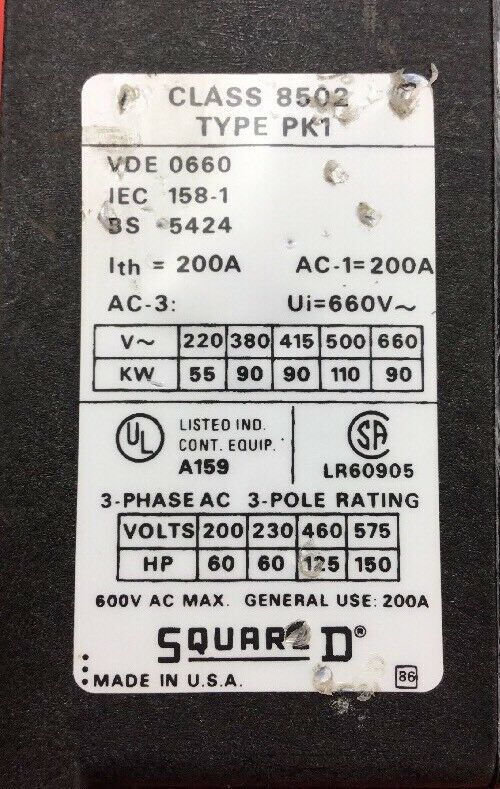 CLASS 8502
TYPE PK1
VDE 0660
IEC 158-1
BS 5424
Ith = 200A AC-1=200A
AC-3: Ui=660V~
V~ 220 380 415 500 660
KW 55 90 90 110 90
UL LISTED IND.
CONT. EQUIP.
A159
SA
LR60905
3-PHASE AC 3-POLE RATING
VOLTS 200 230 460 575
HP 60 60 125 150
600V AC MAX. GENERAL USE: 200A
SQUARE D®
MADE IN U.S.A. 86